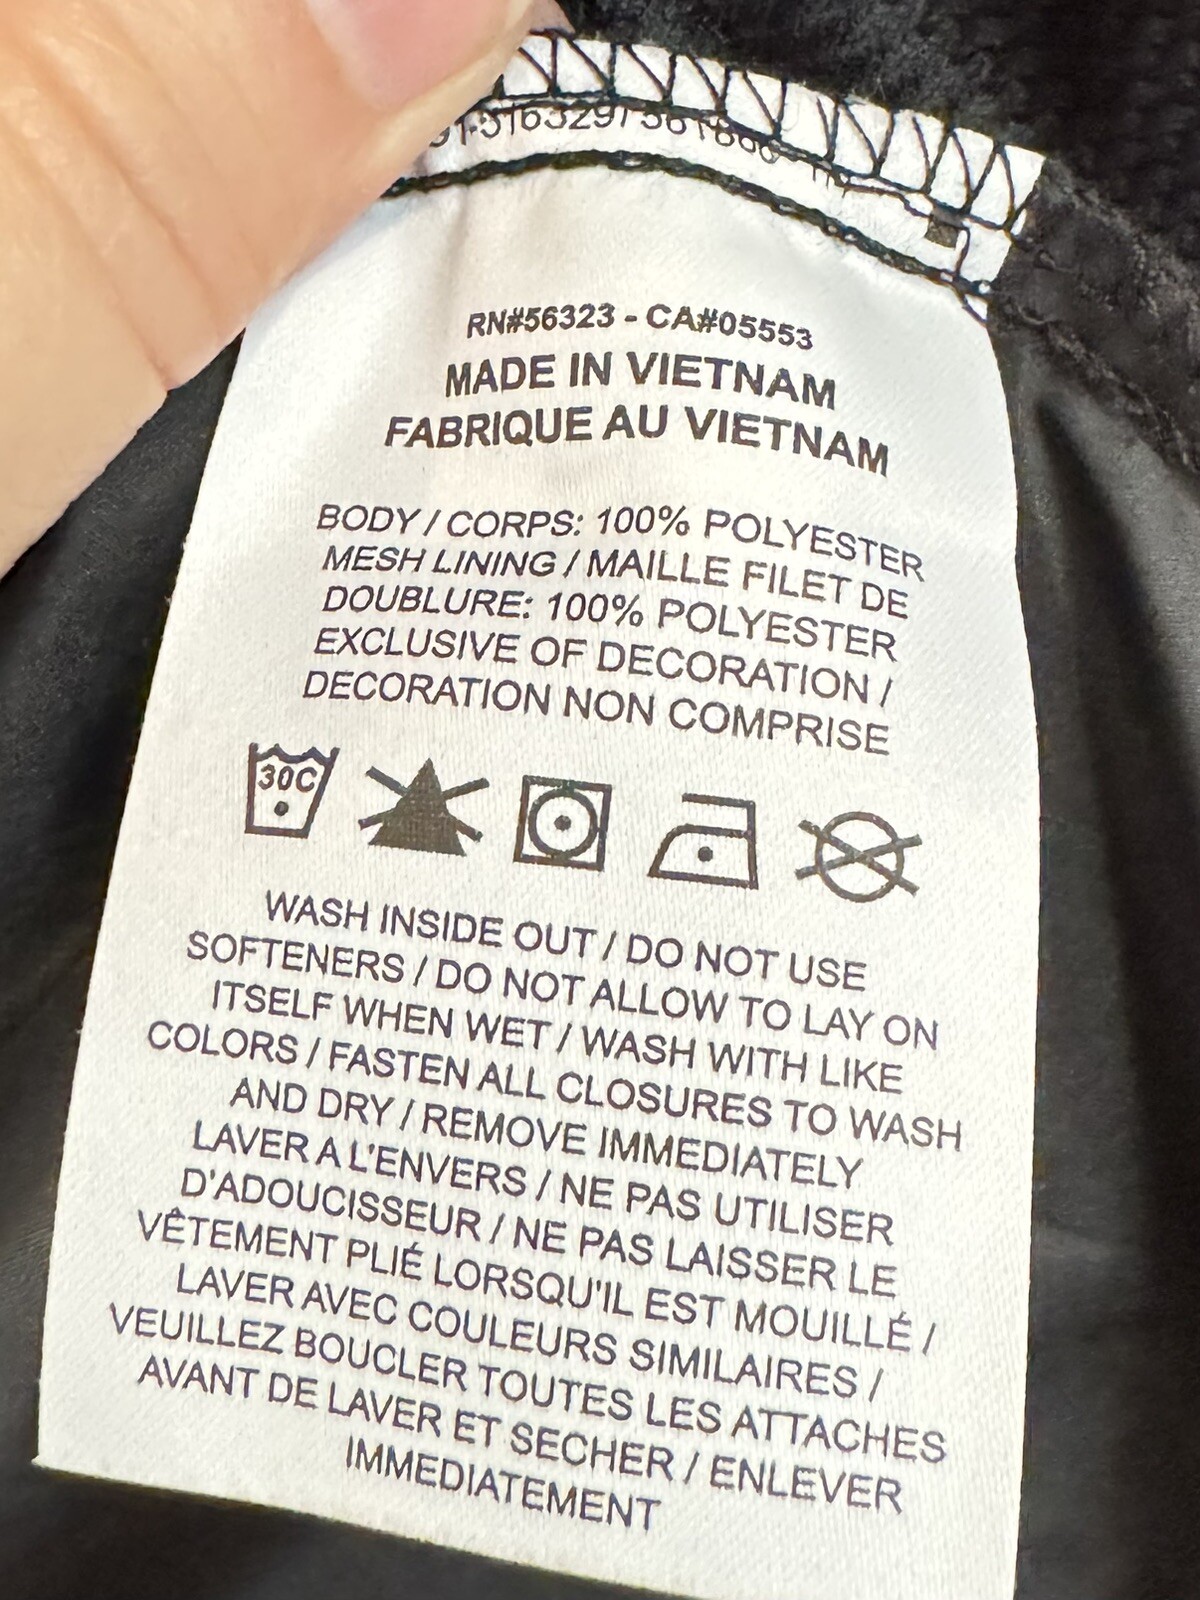 RN#56323 - CA#05553
MADE IN VIETNAM
FABRIQUE AU VIETNAM
BODY / CORPS: 100% POLYESTER
MESH LINING / MAILLE FILET DE
DOUBLURE: 100% POLYESTER
EXCLUSIVE OF DECORATION /
DECORATION NON COMPRISE
30C
WASH INSIDE OUT / DO NOT USE
SOFTENERS / DO NOT ALLOW TO LAY ON
ITSELF WHEN WET / WASH WITH LIKE
COLORS / FASTEN ALL CLOSURES TO WASH
AND DRY / REMOVE IMMEDIATELY
LAVER A L'ENVERS / NE PAS UTILISER
D'ADOUCISSEUR / NE PAS LAISSER LE
VÊTEMENT PLIÉ LORSQU'IL EST MOUILLÉ /
LAVER AVEC COULEURS SIMILAIRES /
VEUILLEZ BOUCLER TOUTES LES ATTACHES
AVANT DE LAVER ET SECHER / ENLEVER
IMMEDIATEMENT